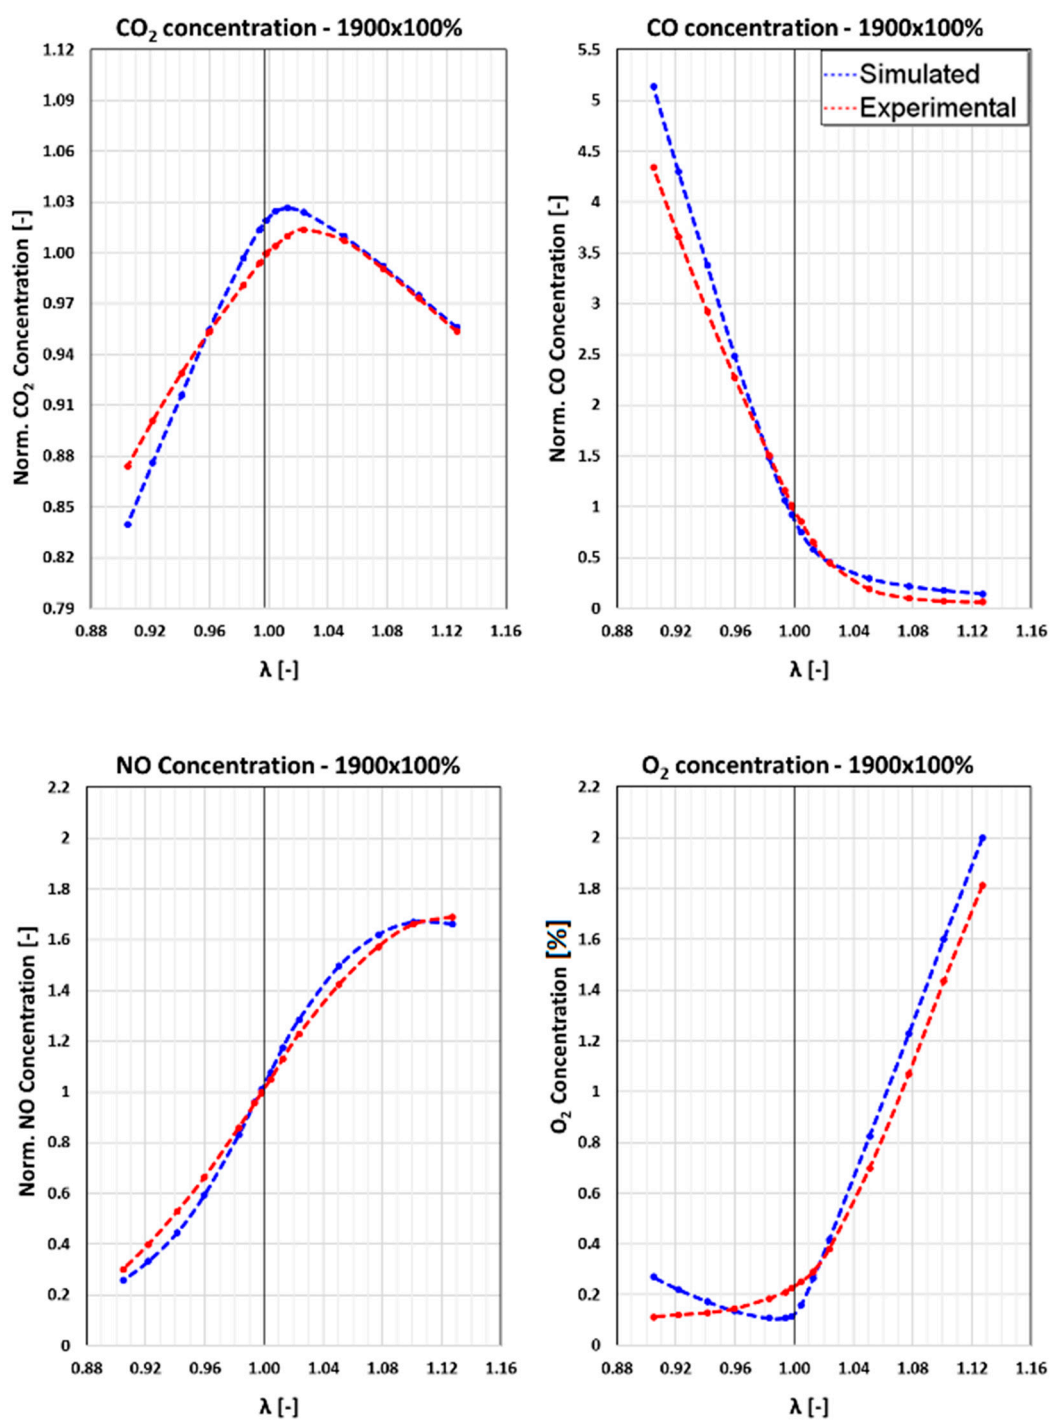 CO₂ concentration - 1900x100%
Norm. CO₂ Concentration [-]
1.12
1.09
1.06
1.03
1.00
0.97
0.94
0.91
0.88
0.85
0.82
0.79
0.88 0.92 0.96 1.00 1.04 1.08 1.12 1.16
λ [-]
CO concentration - 1900x100%
Simulated
Experimental
Norm. CO Concentration [-]
5.5
5
4.5
4
3.5
3
2.5
2
1.5
1
0.5
0
0.88 0.92 0.96 1.00 1.04 1.08 1.12 1.16
λ [-]
NO Concentration - 1900x100%
Norm. NO Concentration [-]
2.2
2
1.8
1.6
1.4
1.2
1
0.8
0.6
0.4
0.2
0
0.88 0.92 0.96 1.00 1.04 1.08 1.12 1.16
λ [-]
O₂ concentration - 1900x100%
O₂ Concentration [%]
2.2
2
1.8
1.6
1.4
1.2
1
0.8
0.6
0.4
0.2
0
0.88 0.92 0.96 1.00 1.04 1.08 1.12 1.16
λ [-]